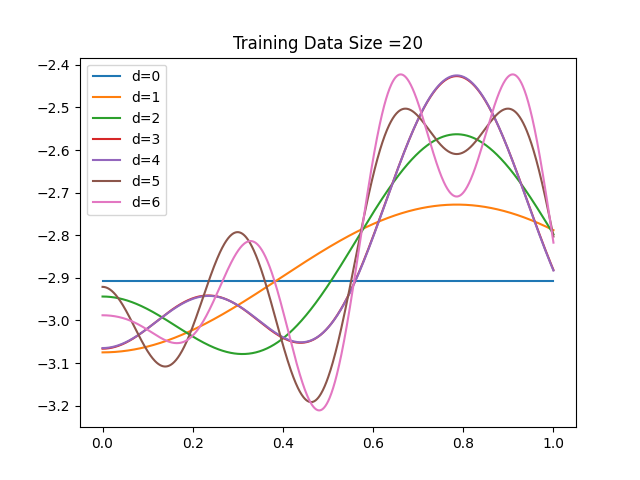 Training Data Size =20
−2.4
−2.5
−2.6
−2.7
−2.8
−2.9
−3.0
−3.1
−3.2
d=0
d=1
d=2
d=3
d=4
d=5
d=6
0.0 0.2 0.4 0.6 0.8 1.0